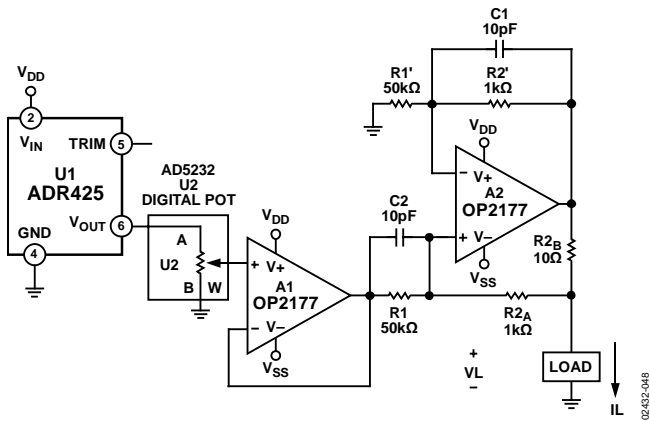 C1
10pF
R1'
50kΩ
R2'
1kΩ
VDD
2
VIN
TRIM 5
U1
ADR425
VOUT 6
GND
4
AD5232
U2
DIGITAL POT
A
U2
B W
VDD
+ V+
A1
OP2177
- V–
VSS
C2
10pF
R1
50kΩ
VDD
- V+
A2
OP2177
+ V–
VSS
R2B
10Ω
R2A
1kΩ
+
VL
–
LOAD
IL
02432-048